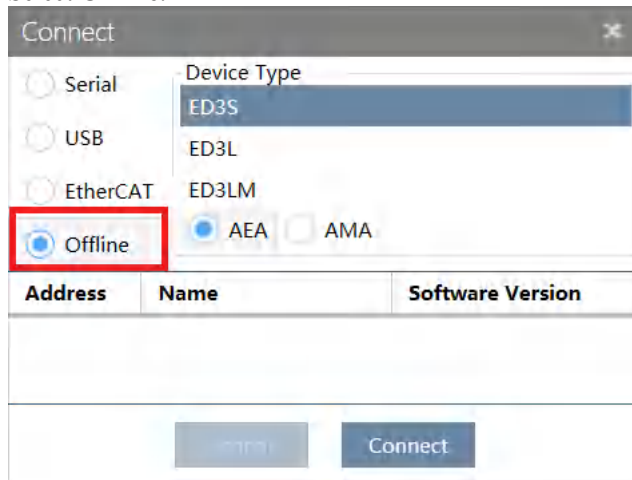 Connect
Serial
Device Type
ED3S
USB
ED3L
EtherCAT
ED3LM
Offline
AEA AMA
Address Name Software Version
Connect